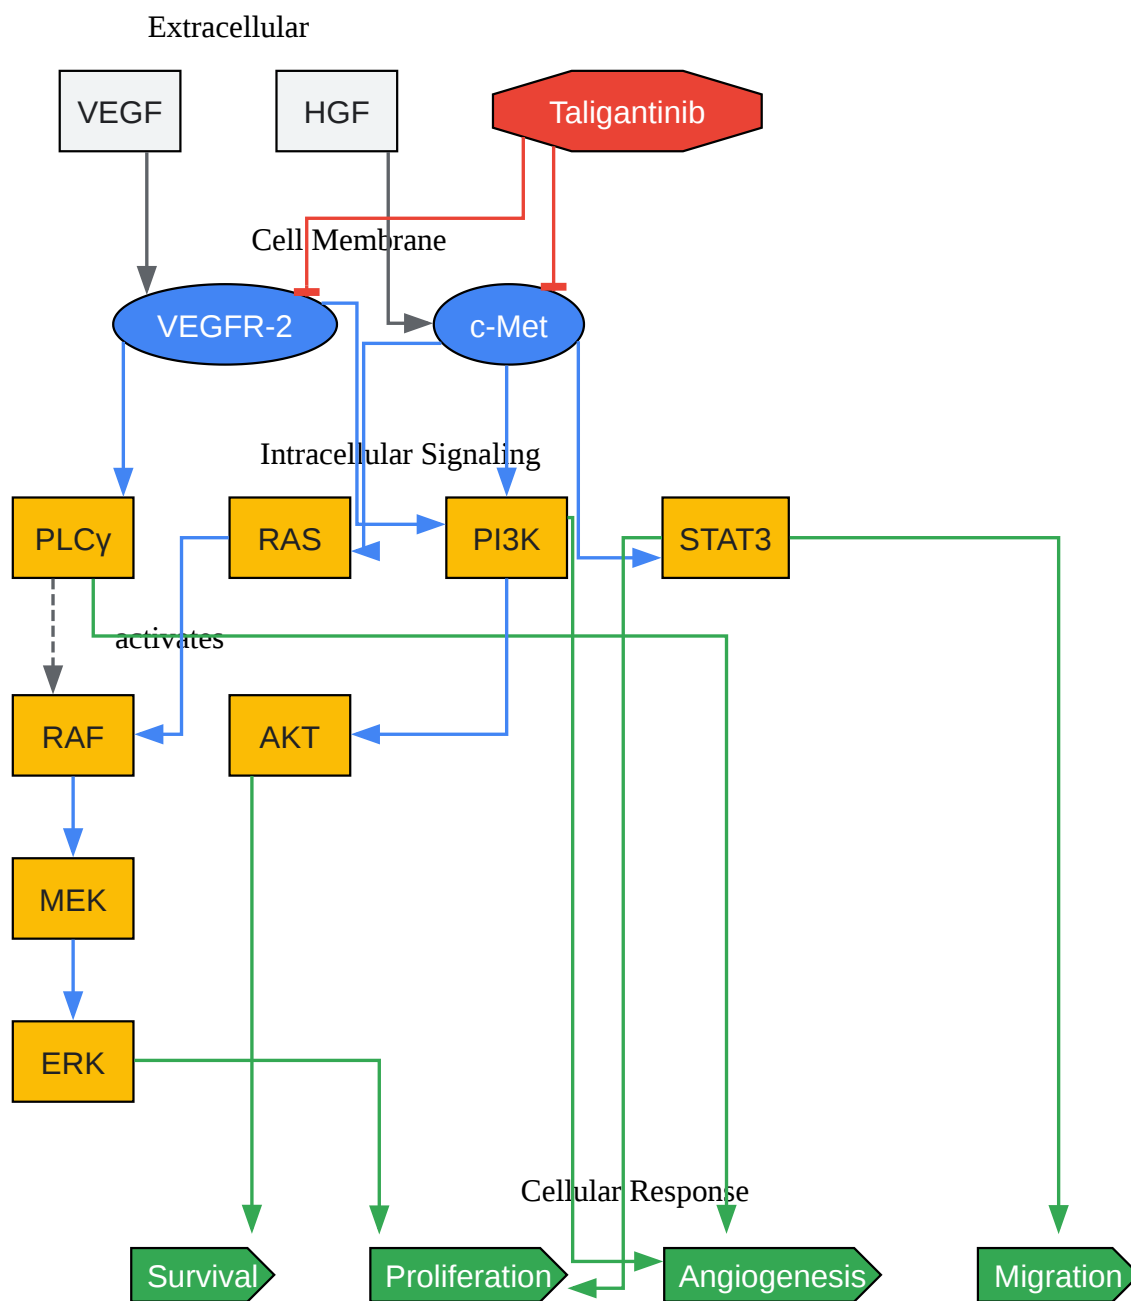 Extracellular
VEGF
HGF
Taligantinib
Cell Membrane
VEGFR-2
c-Met
Intracellular Signaling
PLCγ
RAS
PI3K
STAT3
activates
RAF
AKT
MEK
ERK
Cellular Response
Survival
Proliferation
Angiogenesis
Migration